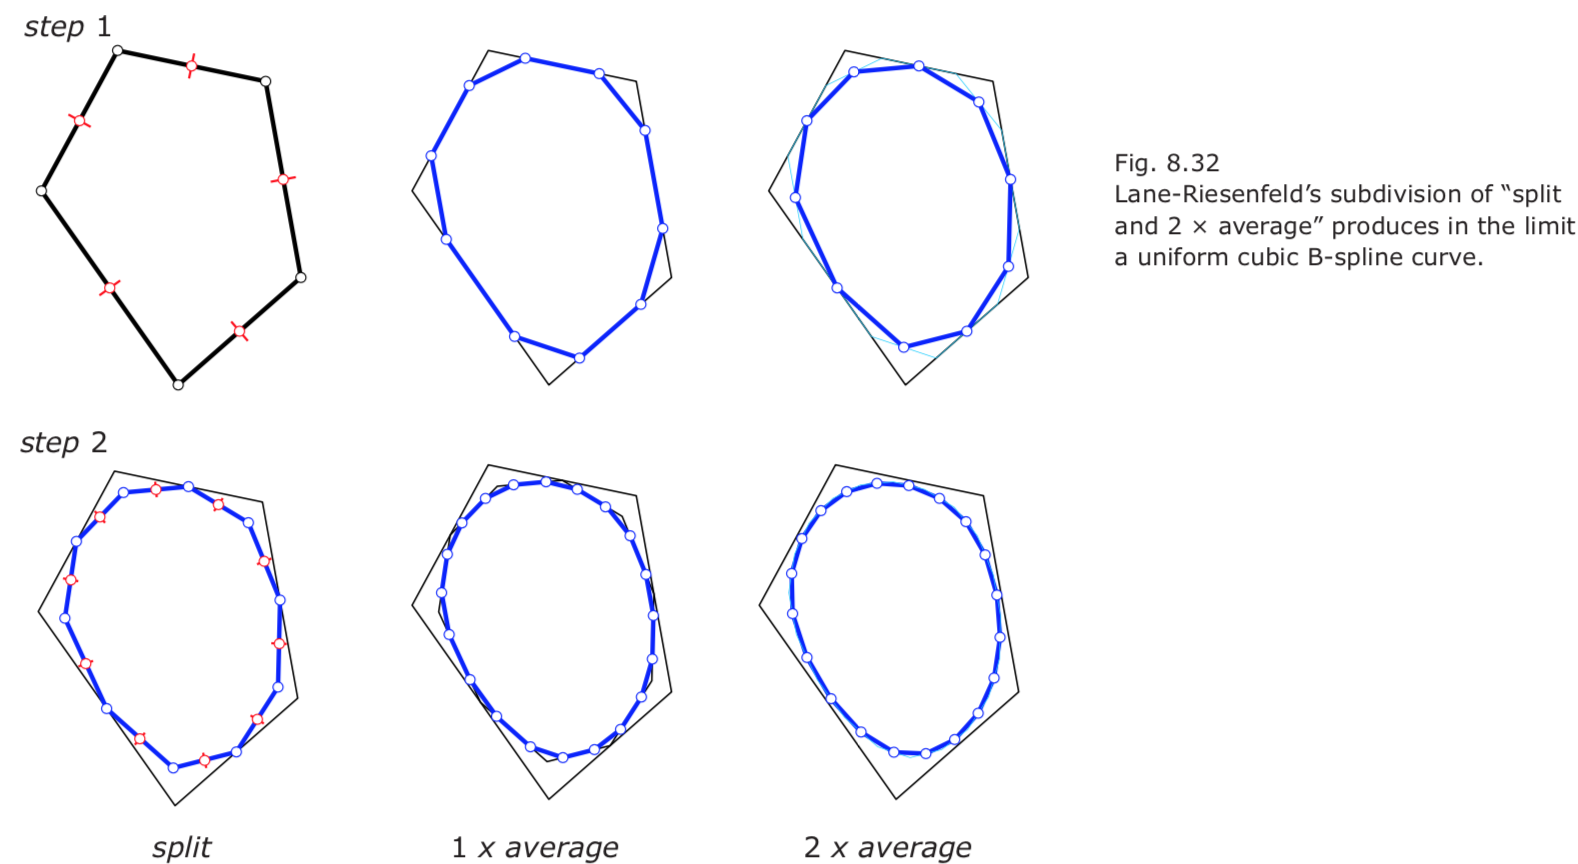 step 1
Fig. 8.32
Lane-Riesenfeld’s subdivision of “split
and 2 × average” produces in the limit
a uniform cubic B-spline curve.
step 2
split
1 x average
2 x average